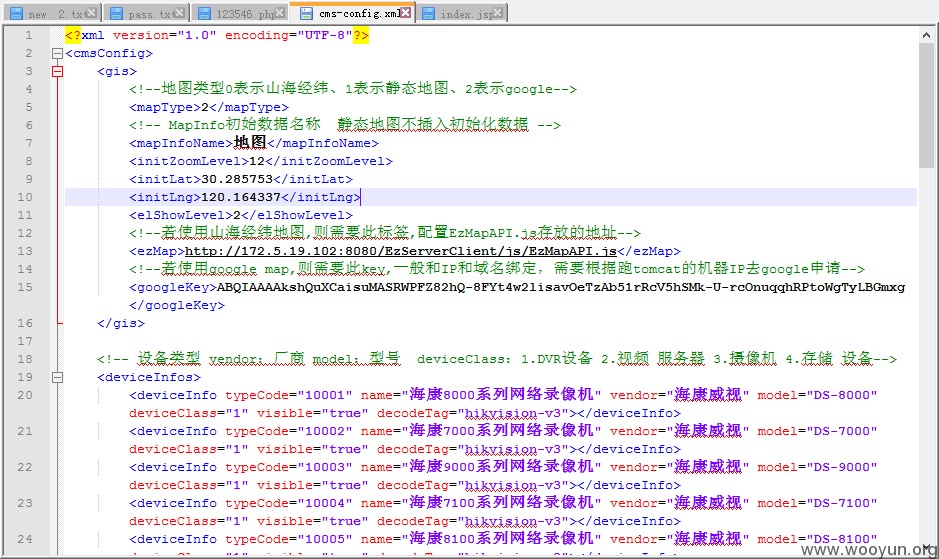 new 2.txt pass.txt 123546.php cms-config.xml index.jsp
1 <?xml version="1.0" encoding="UTF-8"?>
2 <cmsConfig>
3 <gis>
4 <!--地图类型0表示山海经纬、1表示静态地图、2表示google-->
5 <mapType>2</mapType>
6 <!-- MapInfo初始数据名称 静态地图不插入初始化数据 -->
7 <mapInfoName>地图</mapInfoName>
8 <initZoomLevel>12</initZoomLevel>
9 <initLat>30.285753</initLat>
10 <initLng>120.164337</initLng>
11 <elShowLevel>2</elShowLevel>
12 <!--若使用山海经纬地图,则需要此标签,配置EzMapAPI.js存放的地址-->
13 <ezMap>http://172.5.19.102:8080/EzServerClient/js/EzMapAPI.js</ezMap>
14 <!--若使用google map,则需要此key,一般和IP和域名绑定，需要根据跑tomcat的机器IP去google申请-->
15 <googleKey>ABQIAAAAkshQuXCaisuMASRWPFZ82hQ-8FYt4w2lisavOeTzAb51rRcV5hSMk-U-rcOnuqqhRPtoWgTyLBGmxg
</googleKey>
16 </gis>
17
18 <!-- 设备类型 vendor：厂商 model：型号 deviceClass：1.DVR设备 2.视频 服务器 3.摄像机 4.存储 设备-->
19 <deviceInfos>
20 <deviceInfo typeCode="10001" name="海康8000系列网络录像机" vendor="海康威视" model="DS-8000"
deviceClass="1" visible="true" decodeTag="hikvision-v3"></deviceInfo>
21 <deviceInfo typeCode="10002" name="海康7000系列网络录像机" vendor="海康威视" model="DS-7000"
deviceClass="1" visible="true" decodeTag="hikvision-v3"></deviceInfo>
22 <deviceInfo typeCode="10003" name="海康9000系列网络录像机" vendor="海康威视" model="DS-9000"
deviceClass="1" visible="true" decodeTag="hikvision-v3"></deviceInfo>
23 <deviceInfo typeCode="10004" name="海康7100系列网络录像机" vendor="海康威视" model="DS-7100"
deviceClass="1" visible="true" decodeTag="hikvision-v3"></deviceInfo>
24 <deviceInfo typeCode="10005" name="海康8100系列网络录像机" vendor="海康威视" model="DS-8100"
www.wooyun.org